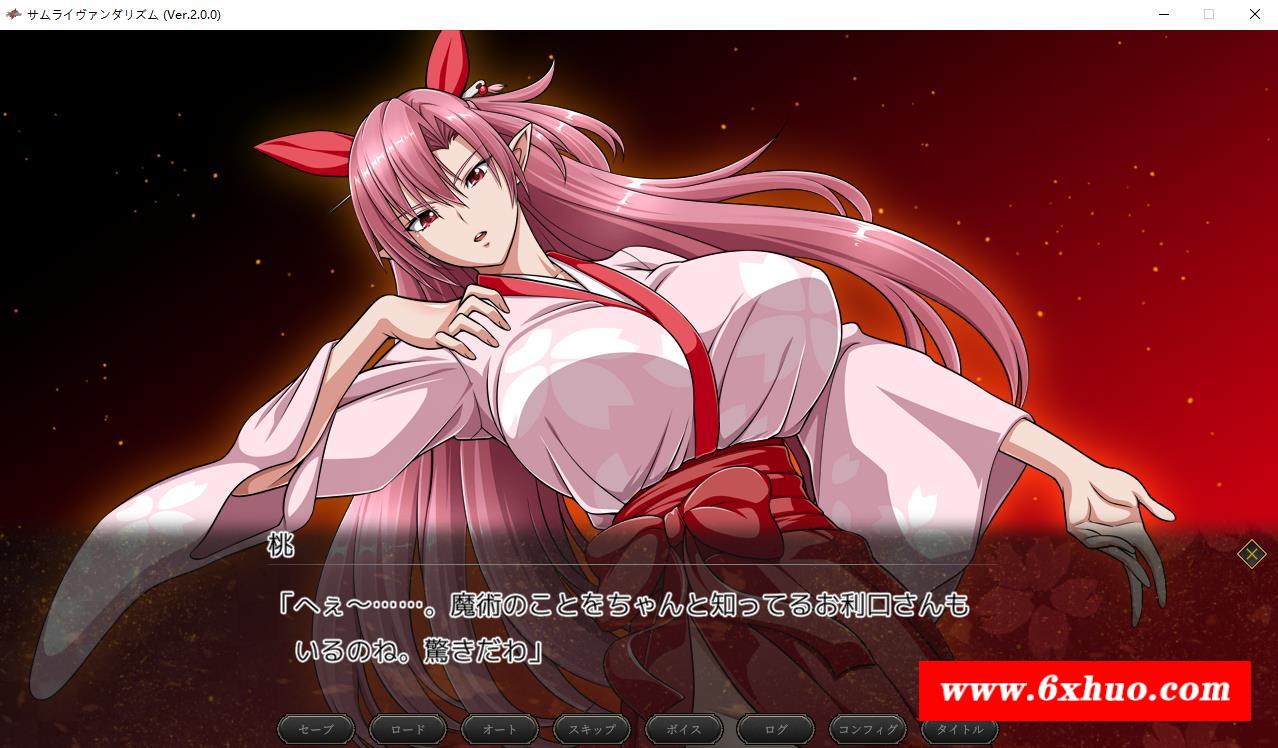 サムライヴァンダリズム (Ver.2.0.0)
桃
「へぇ～……。魔術のことをちゃんと知ってるお利口さんも
いるのね。驚きだわ」
www.6xhuo.com
セーブ ロード オート スキップ ボイス ログ コンフィグ タイトル